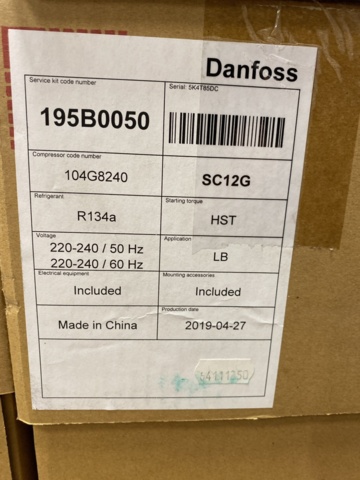 Danfoss
Service kit code number
Serial: 5K4T85DC
195B0050
Compressor code number
104G8240
SC12G
Refrigerant
Starting torque
R134a
HST
Voltage
Application
220-240 / 50 Hz
220-240 / 60 Hz
LB
Electrical equipment
Mounting accessories
Included
Included
Production date
Made in China
2019-04-27